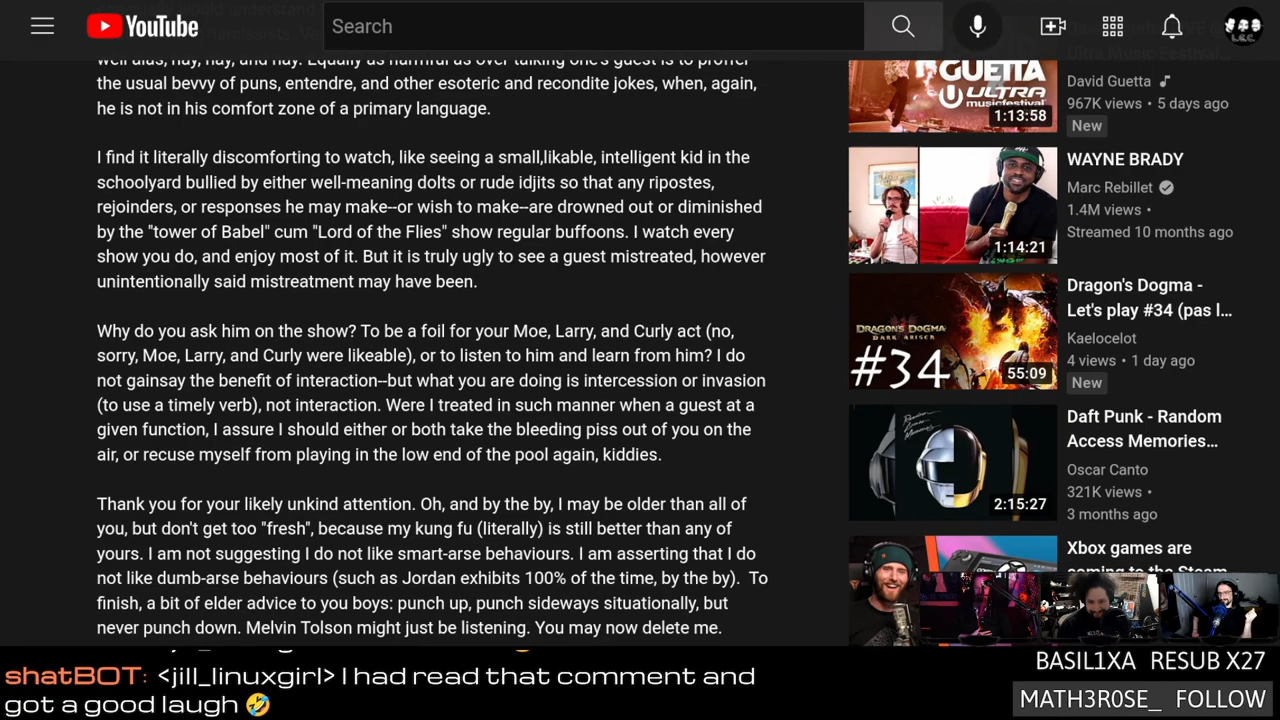 YouTube
Search
well alas, nay, nay, and nay. Equally as harmful as over talking one's guest is to proffer
the usual bevvy of puns, entendre, and other esoteric and recondite jokes, when, again,
he is not in his comfort zone of a primary language.
I find it literally discomforting to watch, like seeing a small,likable, intelligent kid in the
schoolyard bullied by either well-meaning dolts or rude idjits so that any ripostes,
rejoinders, or responses he may make--or wish to make--are drowned out or diminished
by the "tower of Babel" cum "Lord of the Flies" show regular buffoons. I watch every
show you do, and enjoy most of it. But it is truly ugly to see a guest mistreated, however
unintentionally said mistreatment may have been.
Why do you ask him on the show? To be a foil for your Moe, Larry, and Curly act (no,
sorry, Moe, Larry, and Curly were likeable), or to listen to him and learn from him? I do
not gainsay the benefit of interaction--but what you are doing is intercession or invasion
(to use a timely verb), not interaction. Were I treated in such manner when a guest at a
given function, I assure I should either or both take the bleeding piss out of you on the
air, or recuse myself from playing in the low end of the pool again, kiddies.
Thank you for your likely unkind attention. Oh, and by the by, I may be older than all of
you, but don't get too "fresh", because my kung fu (literally) is still better than any of
yours. I am not suggesting I do not like smart-arse behaviours. I am asserting that I do
not like dumb-arse behaviours (such as Jordan exhibits 100% of the time, by the by). To
finish, a bit of elder advice to you boys: punch up, punch sideways situationally, but
never punch down. Melvin Tolson might just be listening. You may now delete me.
GUETTA
ULTRA
musicfestival
1:13:58
David Guetta
967K views • 5 days ago
New
1:14:21
WAYNE BRADY
Marc Rebillet
1.4M views •
Streamed 10 months ago
DRAGON'S DOGMA
DARK ARISEN
#34
55:09
Dragon's Dogma -
Let's play #34 (pas l...
Kaelocelot
4 views • 1 day ago
New
2:15:27
Daft Punk - Random
Access Memories...
Oscar Canto
321K views •
3 months ago
Xbox games are
coming to the Steam
shatBOT: <jill_linuxgirl> I had read that comment and
got a good laugh 🤣
BASIL1XA RESUB X27
MATH3R0SE_ FOLLOW